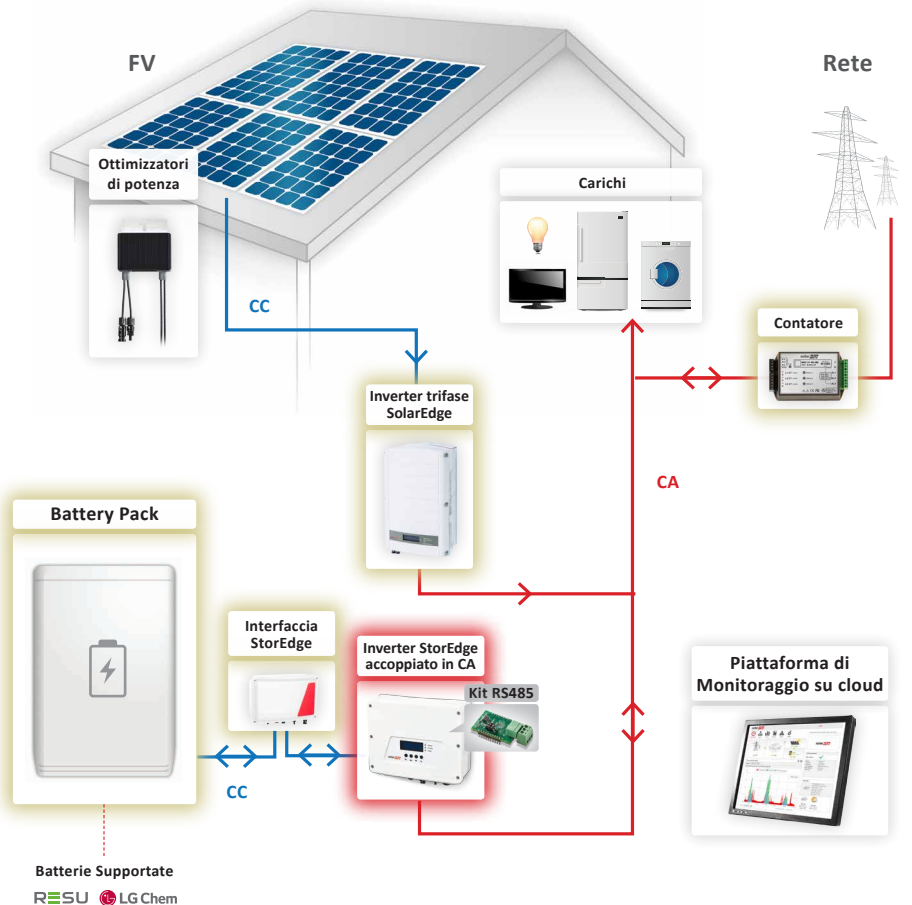 FV
Rete
Ottimizzatori
di potenza
Carichi
CC
Contatore
Inverter trifase
SolarEdge
CA
Battery Pack
Interfaccia
StorEdge
Inverter StorEdge
accoppiato in CA
Kit RS485
Piattaforma di
Monitoraggio su cloud
CC
Batterie Supportate
RESU LG Chem